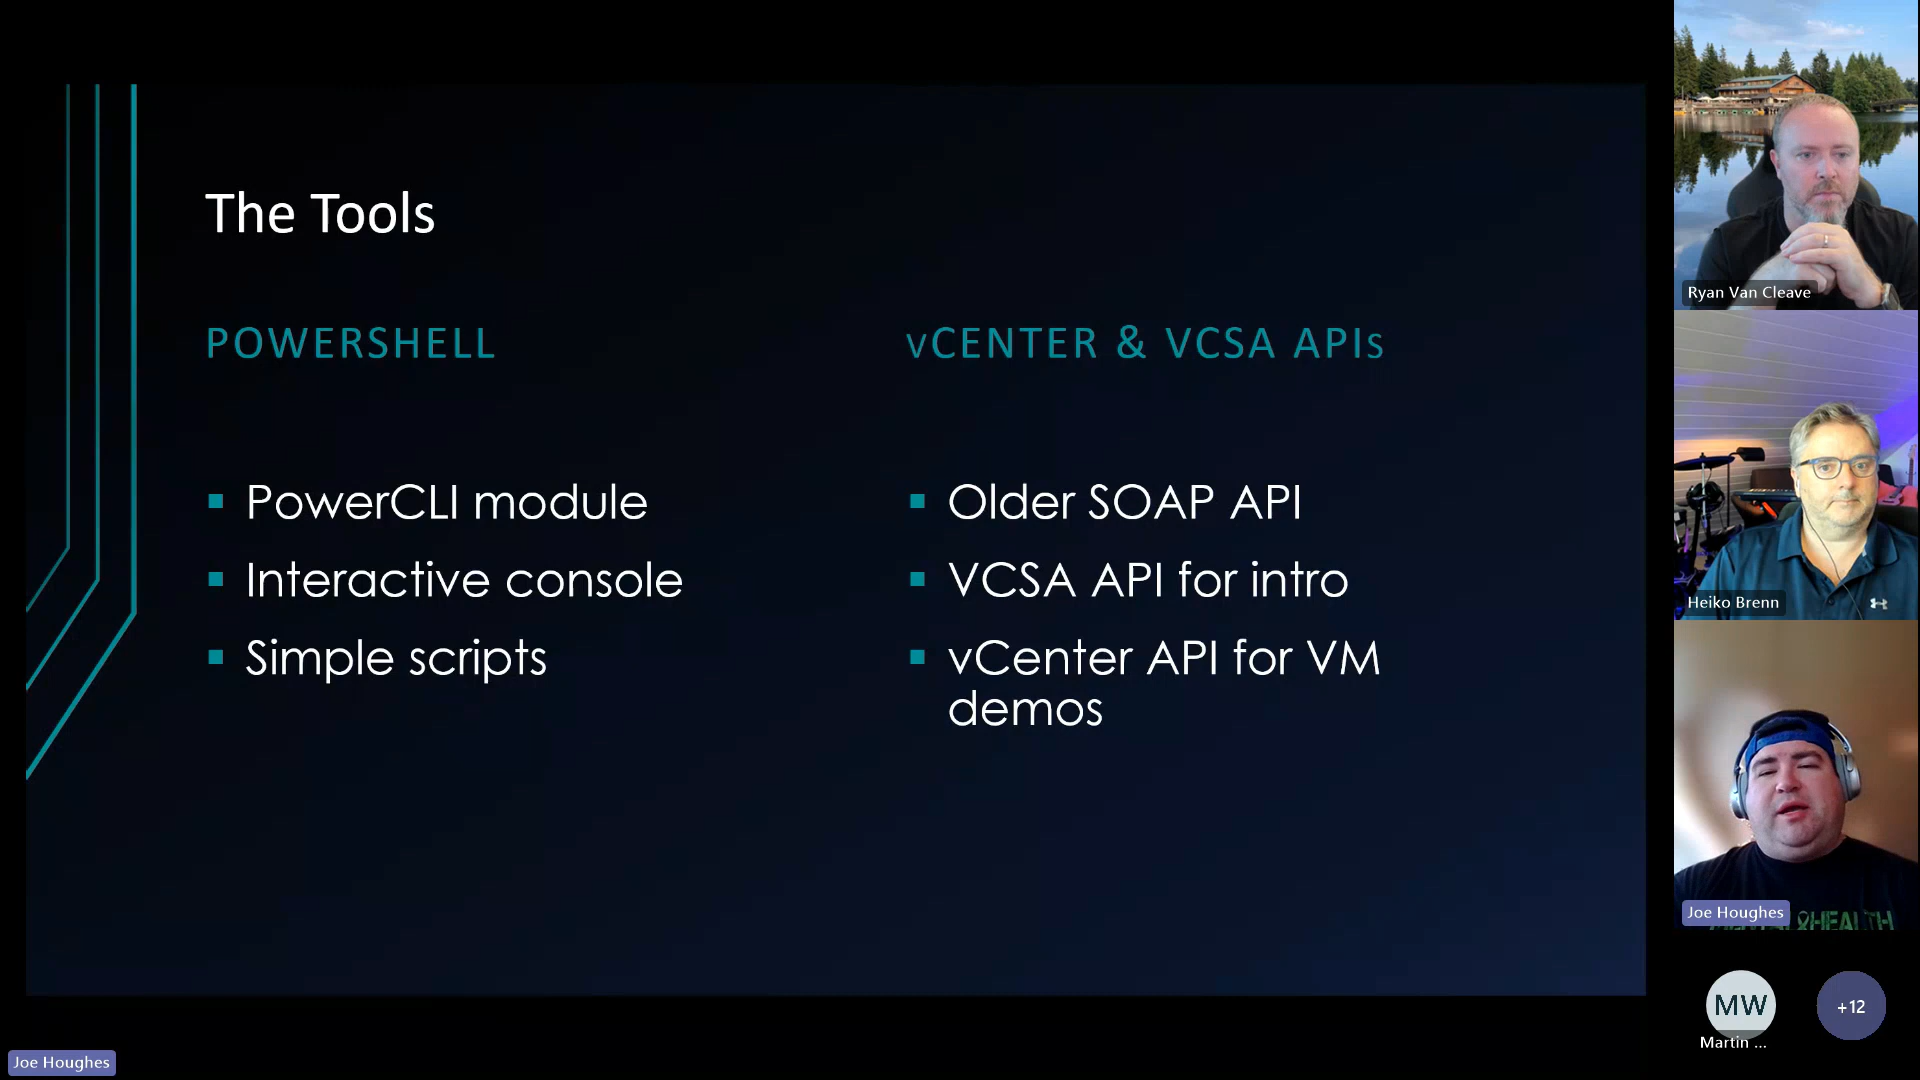 The Tools
POWERSHELL
PowerCLI module
Interactive console
Simple scripts
vCENTER & VCSA APIs
Older SOAP API
VCSA API for intro
vCenter API for VM
demos
Ryan Van Cleave
Heiko Brenn
Joe Houghes
HEALTH
MW
+12
Martin ...
Joe Houghes